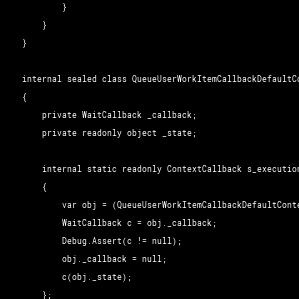 }
}
}
internal sealed class QueueUserWorkItemCallbackDefaultCo
{
private WaitCallback _callback;
private readonly object _state;
internal static readonly ContextCallback s_execution
{
var obj = (QueueUserWorkItemCallbackDefaultConte
WaitCallback c = obj._callback;
Debug.Assert(c != null);
obj._callback = null;
c(obj._state);
};